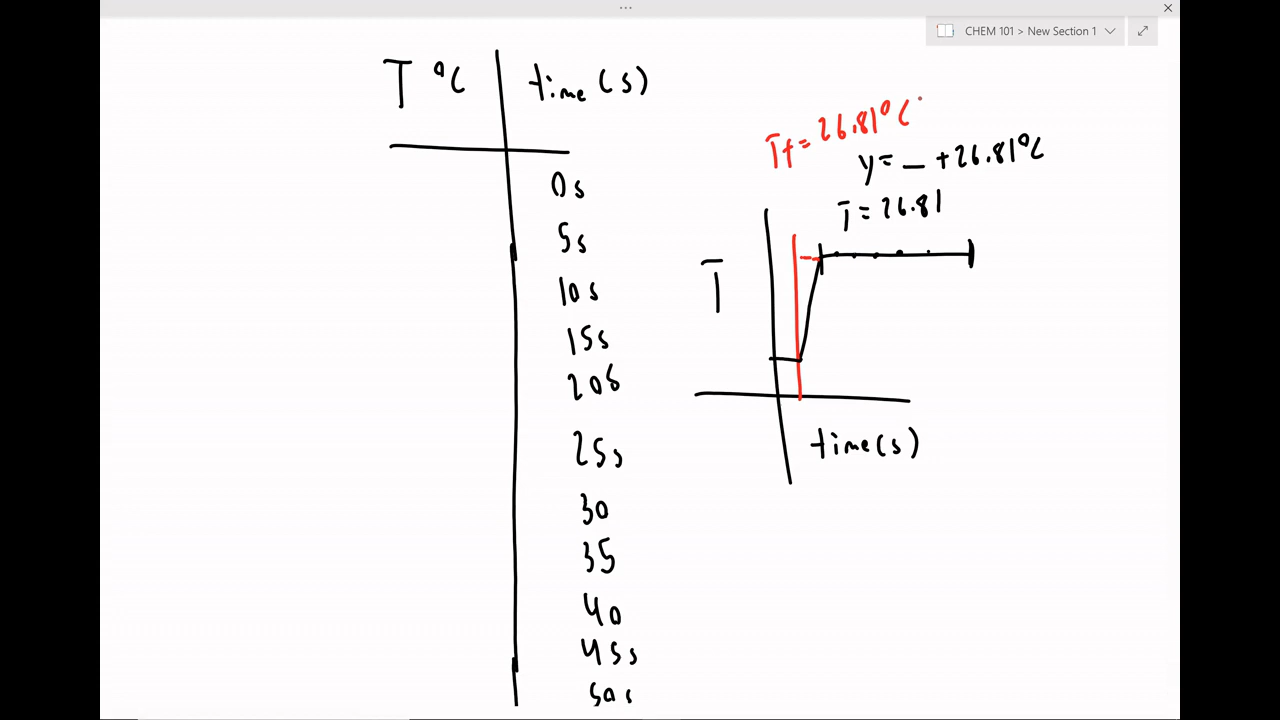 CHEM 101 > New Section 1
T °C time (s)
0s
5s
10s
15s
20s
25s
30
35
40
45s
50s
Tf = 26.81°C
y = _ + 26.81°C
T = 26.81
T
time (s)